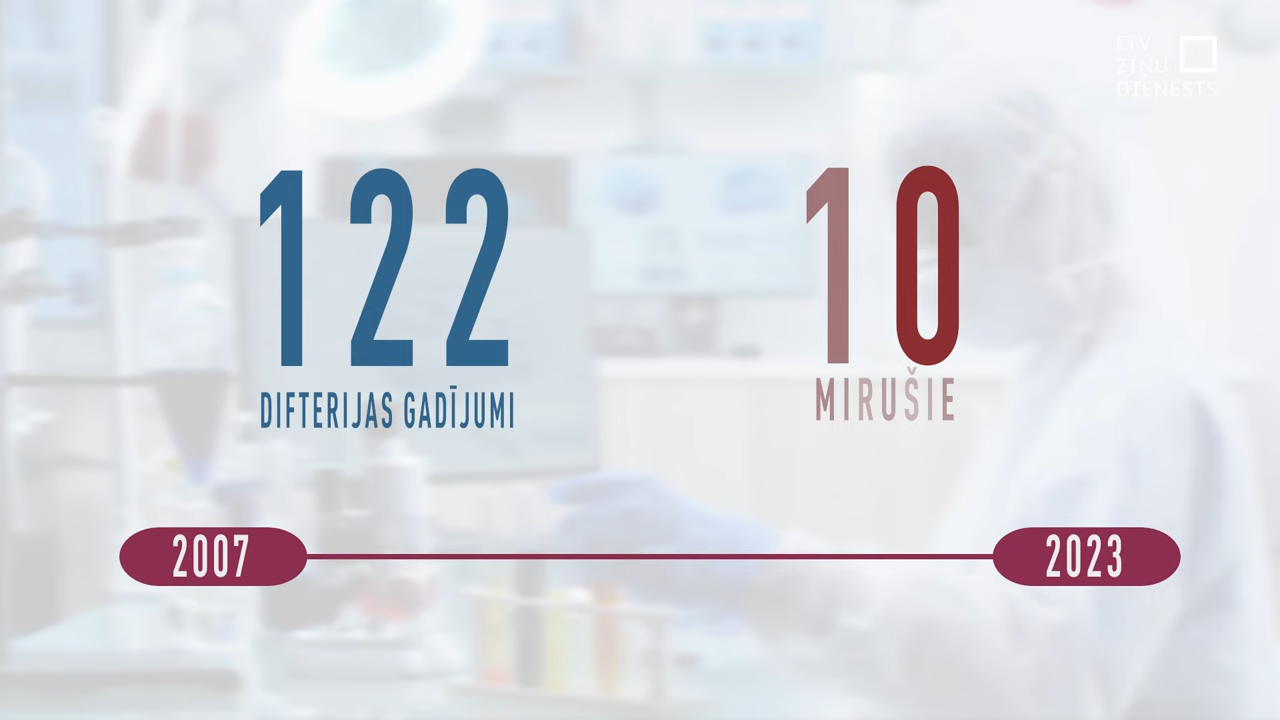 LTV
ZIŅU
DIENESTS
122
DIFTERIJAS GADĪJUMI
10
MIRUŠIE
2007
2023